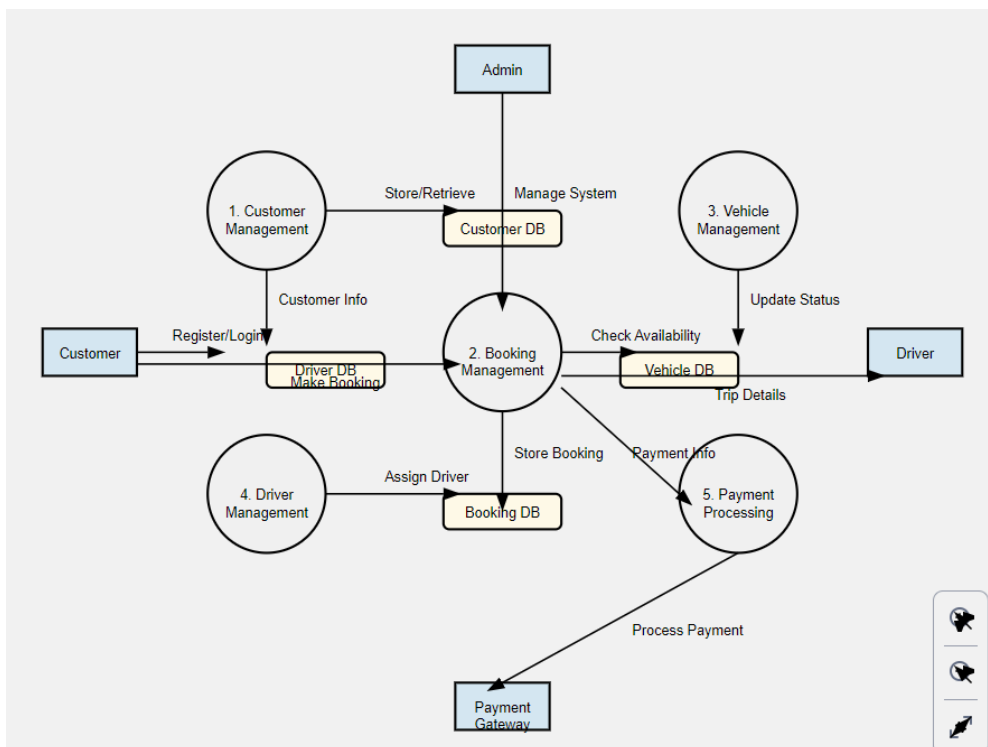 Admin
1. Customer
Management
Store/Retrieve
Manage System
3. Vehicle
Management
Customer DB
Customer Info
Update Status
Customer
Register/Login
2. Booking
Management
Check Availability
Driver
Driver DB
Make Booking
Vehicle DB
Trip Details
4. Driver
Management
Assign Driver
Store Booking
Payment Info
Booking DB
5. Payment
Processing
Process Payment
Payment
Gateway